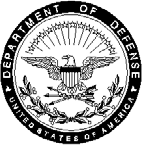 DEPARTMENT OF DEFENSE
UNITED STATES OF AMERICA